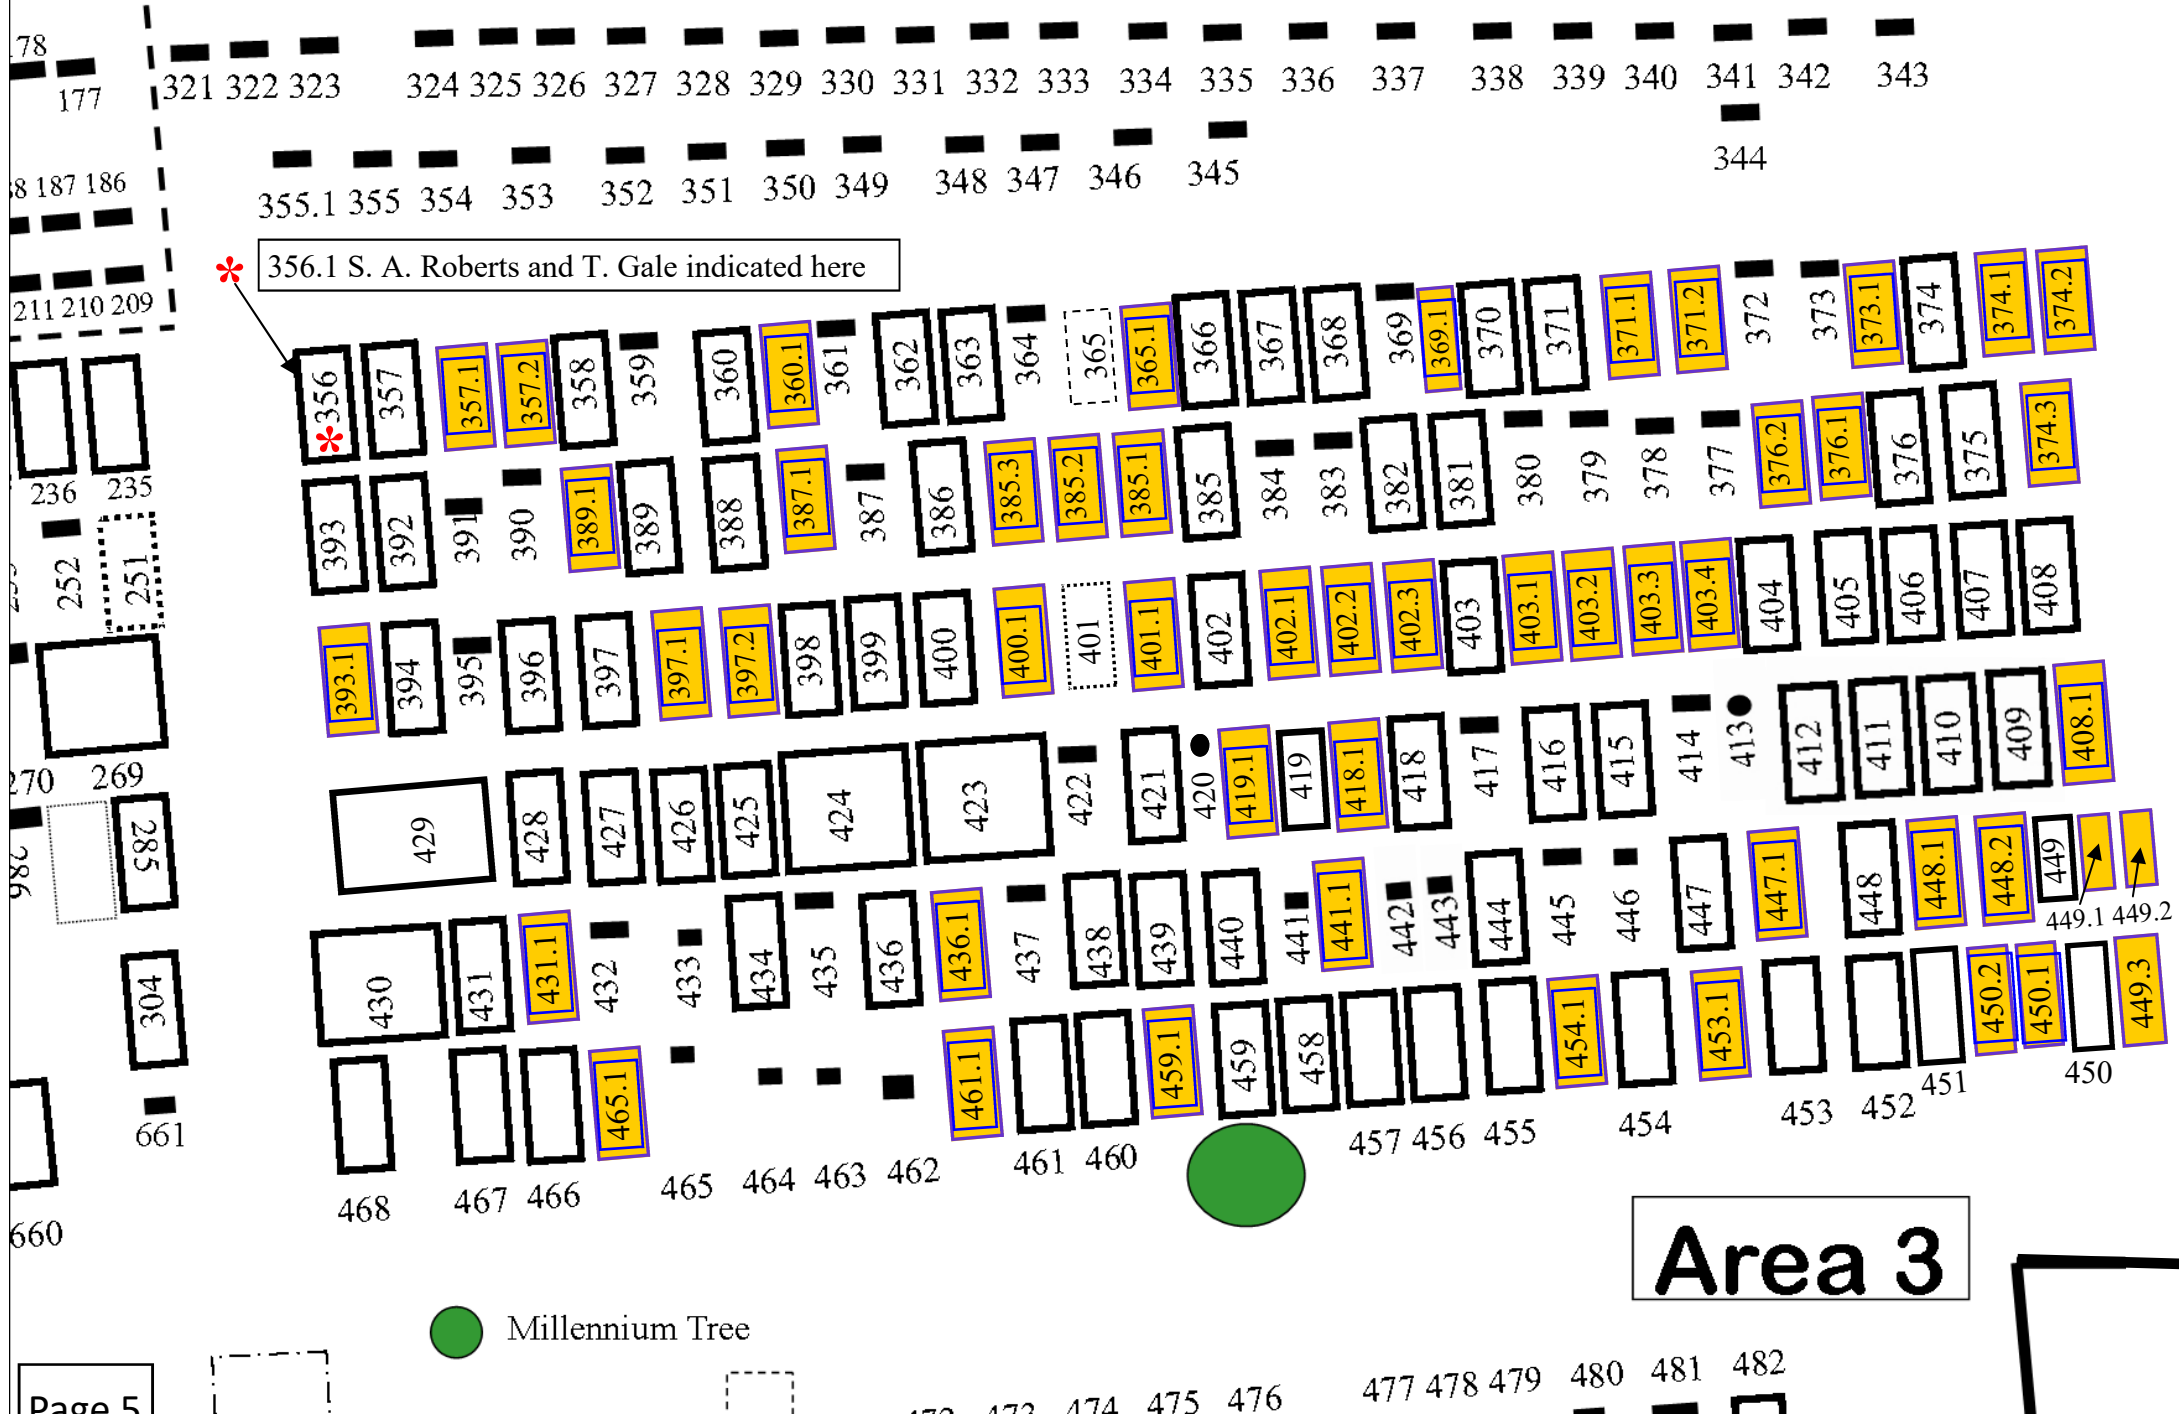 178
177
321 322 323 324 325 326 327 328 329 330 331 332 333 334 335 336 337 338 339 340 341 342 343
344
187 186
355.1 355 354 353 352 351 350 349 348 347 346 345
211 210 209
* 356.1 S. A. Roberts and T. Gale indicated here
356 357 357.1 357.2 358 359 360 360.1 361 362 363 364 365 365.1 366 367 368 369 369.1 370 371 371.1 371.2 372 373 373.1 374 374.1 374.2
*
236 235
393 392 391 390 389.1 389 388 387.1 387 386 385.3 385.2 385.1 385 384 383 382 381 380 379 378 377 376.2 376.1 376 375 374.3
252 251
393.1 394 395 396 397 397.1 397.2 398 399 400 400.1 401 401.1 402 402.1 402.2 402.3 403 403.1 403.2 403.3 403.4 404 405 406 407 408
270 269
429 428 427 426 425 424 423 422 421 420 419.1 419 418.1 418 417 416 415 414 413 412 411 410 409 408.1
286 285
430 431 431.1 432 433 434 435 436 436.1 437 438 439 440 441 441.1 442 443 444 445 446 447 447.1 448 448.1 448.2 449
449.1 449.2
304
465.1 461.1 459.1 459 458 454.1 453.1 450.2 450.1 449.3
661
468 467 466 465 464 463 462 461 460 457 456 455 454 453 452 451 450
660
Area 3
Millennium Tree
Page 5
473 474 475 476 477 478 479 480 481 482